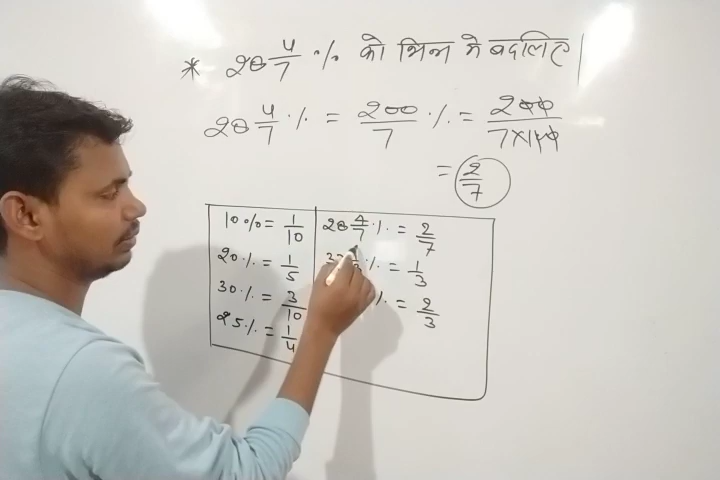 * 28 4/7 % को भिन्न में बदलिए|
28 4/7 % = 200/7 % = 200/7×100
= 2/7
10% = 1/10
20% = 1/5
30% = 3/10
25% = 1/4
28 4/7 % = 2/7
% = 1/3
% = 2/3